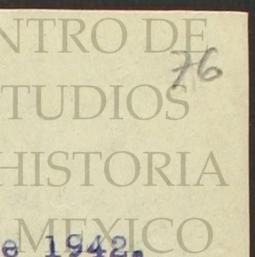 NTRO DE
76
TUDIOS
HISTORIA
MEXICO
e 1942.